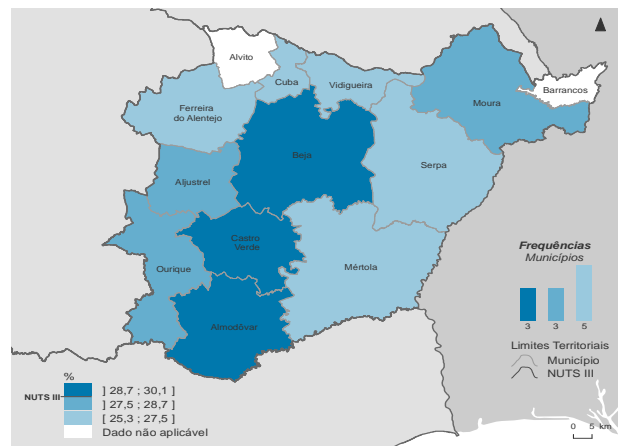 Alvito
Cuba
Vidigueira
Barrancos
Moura
Ferreira
do Alentejo
Beja
Serpa
Aljustrel
Castro
Verde
Ourique
Mértola
Almodôvar
Frequências
Municípios
3 3 5
Limites Territoriais
Município
NUTS III
%
NUTS III
] 28,7 ; 30,1 ]
] 27,5 ; 28,7 ]
[ 25,3 ; 27,5 ]
Dado não aplicável
0 5 km